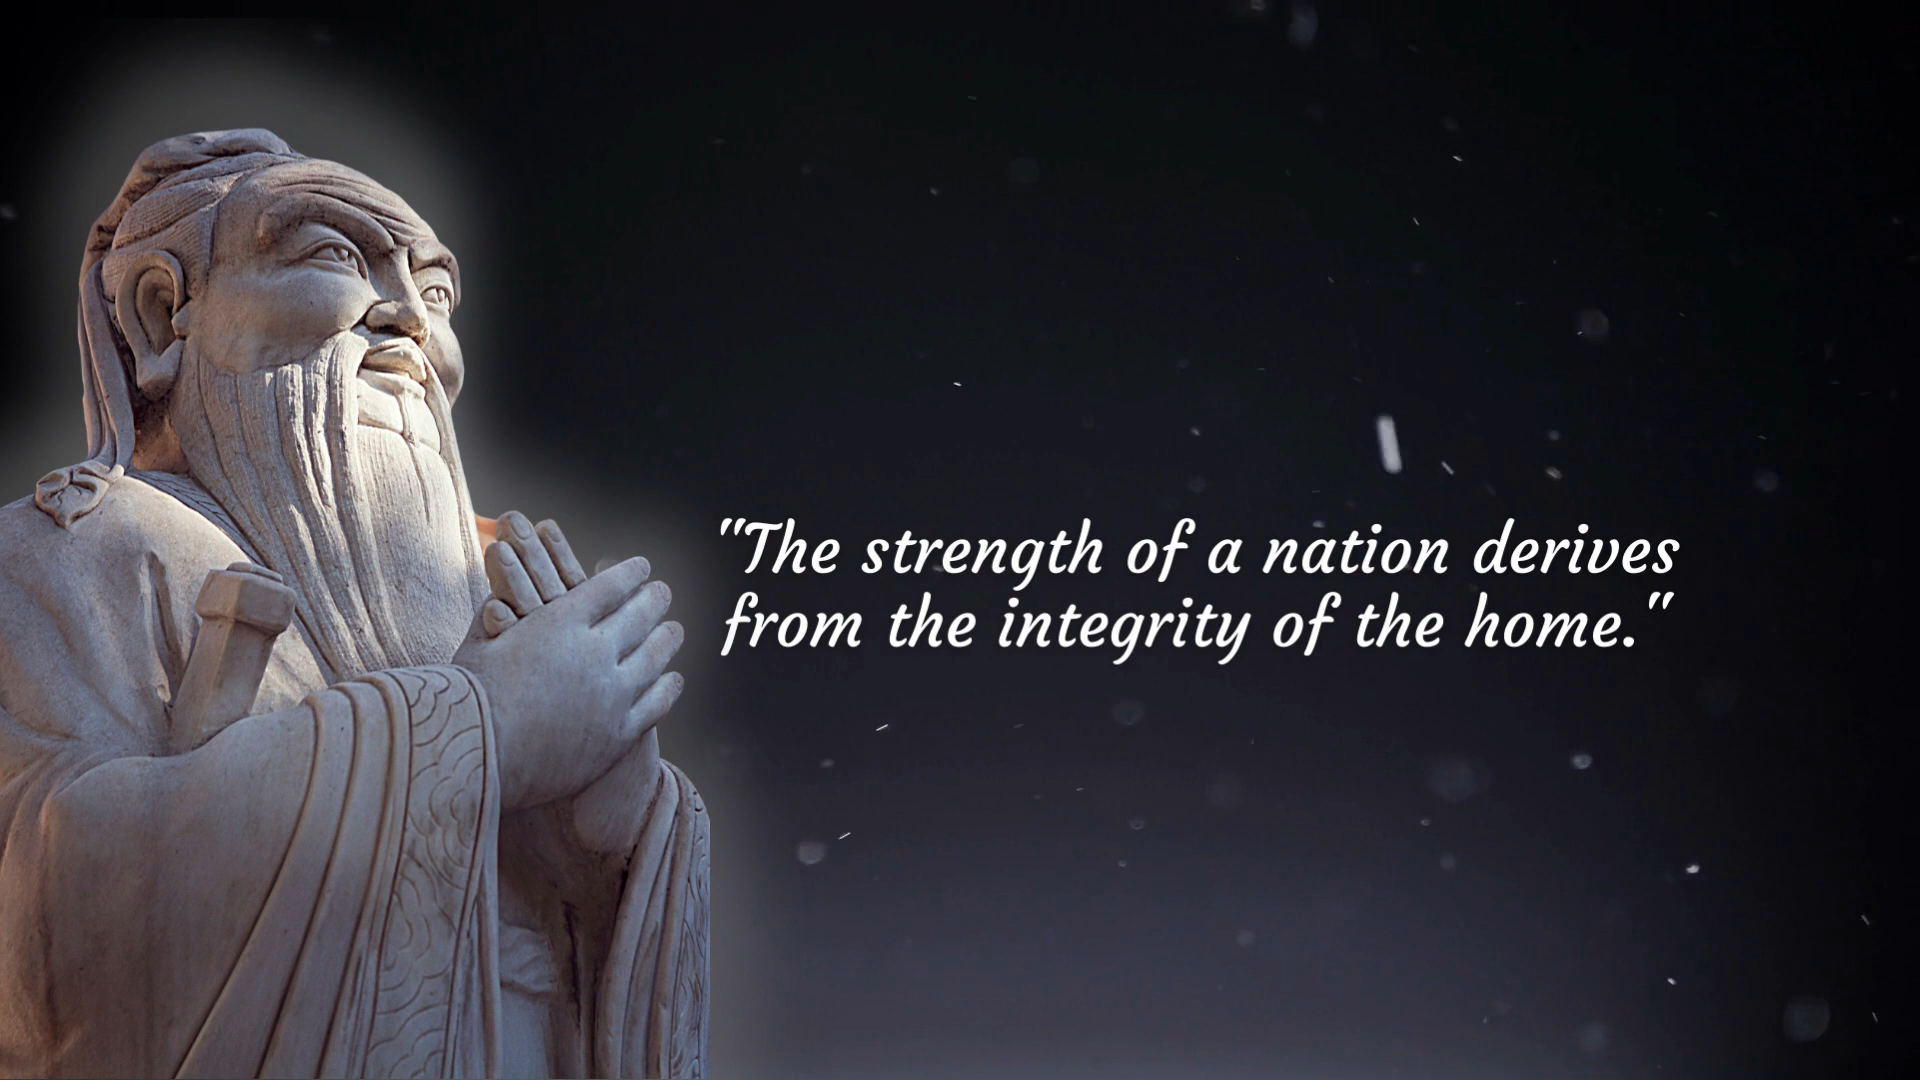 "The strength of a nation derives
from the integrity of the home."